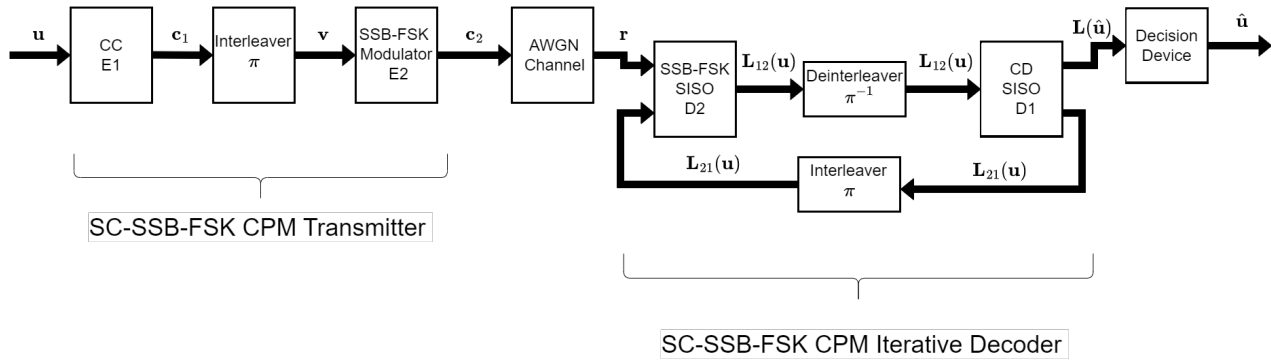 u
CC
E1
c₁
Interleaver
π
v
SSB-FSK
Modulator
E2
c₂
AWGN
Channel
r
SSB-FSK
SISO
D2
L₁₂(u)
Deinterleaver
π⁻¹
L₁₂(u)
CD
SISO
D1
L(û)
Decision
Device
û
L₂₁(u)
Interleaver
π
L₂₁(u)
SC-SSB-FSK CPM Transmitter
SC-SSB-FSK CPM Iterative Decoder